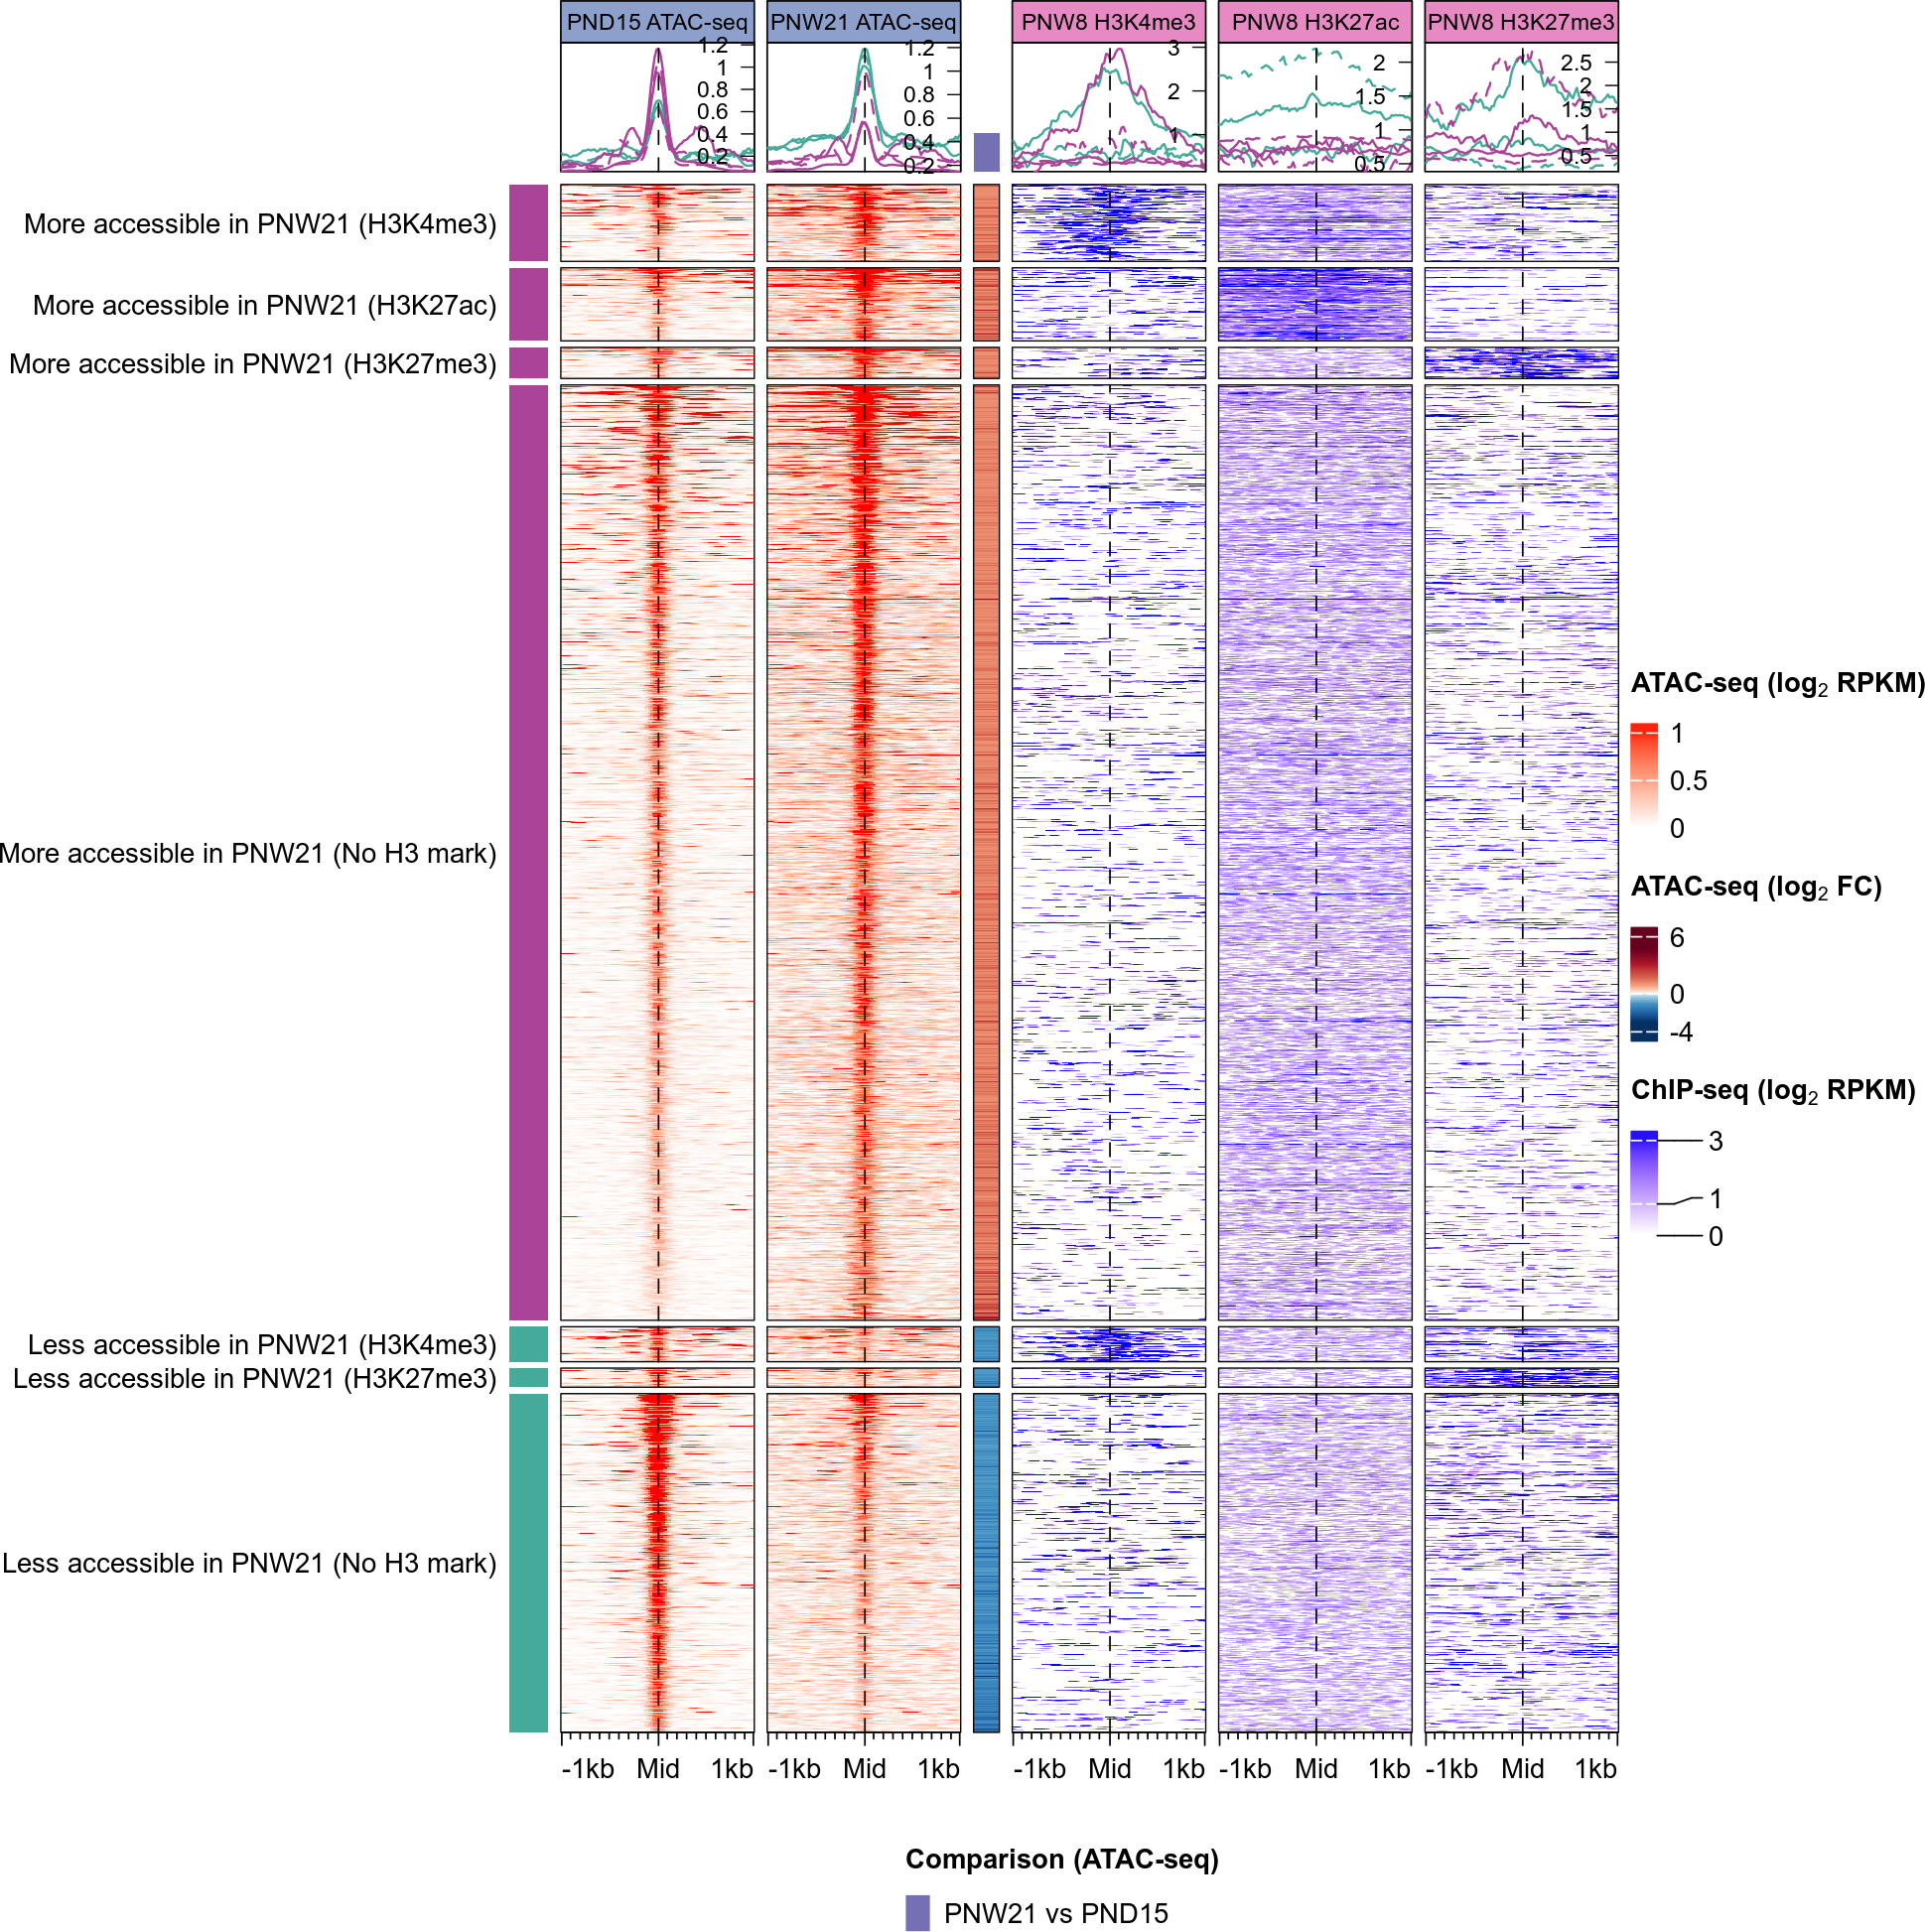 PND15 ATAC-seq
PNW21 ATAC-seq
PNW8 H3K4me3
PNW8 H3K27ac
PNW8 H3K27me3
1.2
1
0.8
0.6
0.4
0.2
1.2
1
0.8
0.6
0.4
0.2
3
2
1
2
1.5
1
0.5
2.5
2
1.5
1
0.5
More accessible in PNW21 (H3K4me3)
More accessible in PNW21 (H3K27ac)
More accessible in PNW21 (H3K27me3)
More accessible in PNW21 (No H3 mark)
Less accessible in PNW21 (H3K4me3)
Less accessible in PNW21 (H3K27me3)
Less accessible in PNW21 (No H3 mark)
ATAC-seq (log₂ RPKM)
1
0.5
0
ATAC-seq (log₂ FC)
6
0
-4
ChIP-seq (log₂ RPKM)
3
1
0
-1kb Mid 1kb
-1kb Mid 1kb
-1kb Mid 1kb
-1kb Mid 1kb
-1kb Mid 1kb
Comparison (ATAC-seq)
PNW21 vs PND15